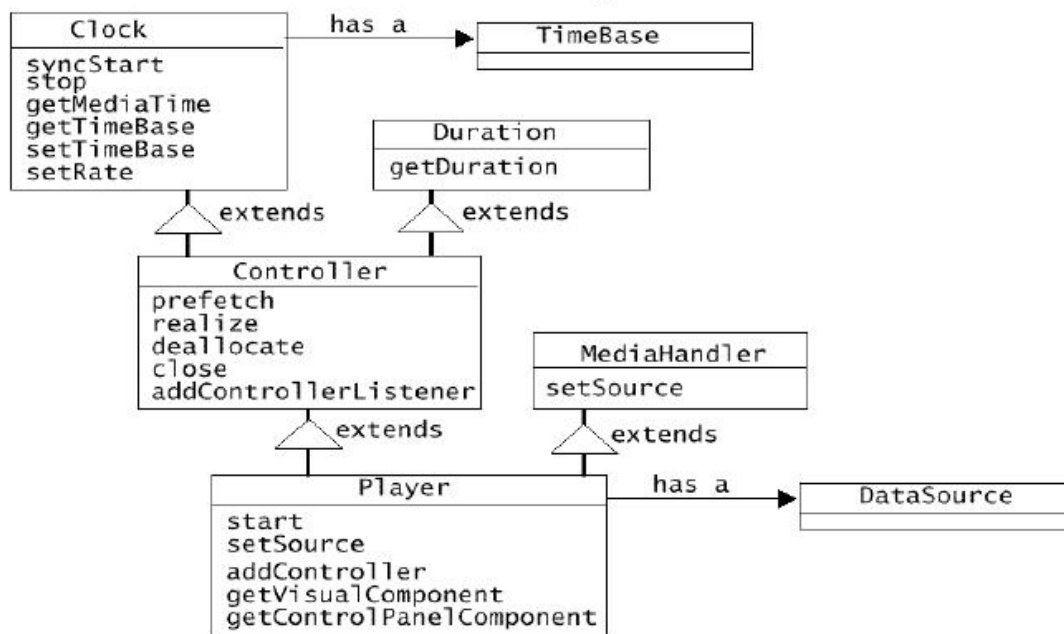 Clock
syncStart
stop
getMediaTime
getTimeBase
setTimeBase
setRate
has a
TimeBase
Duration
getDuration
extends
extends
Controller
prefetch
realize
deallocate
close
addControllerListener
MediaHandler
setSource
extends
extends
Player
start
setSource
addController
getVisualComponent
getControlPanelComponent
has a
DataSource